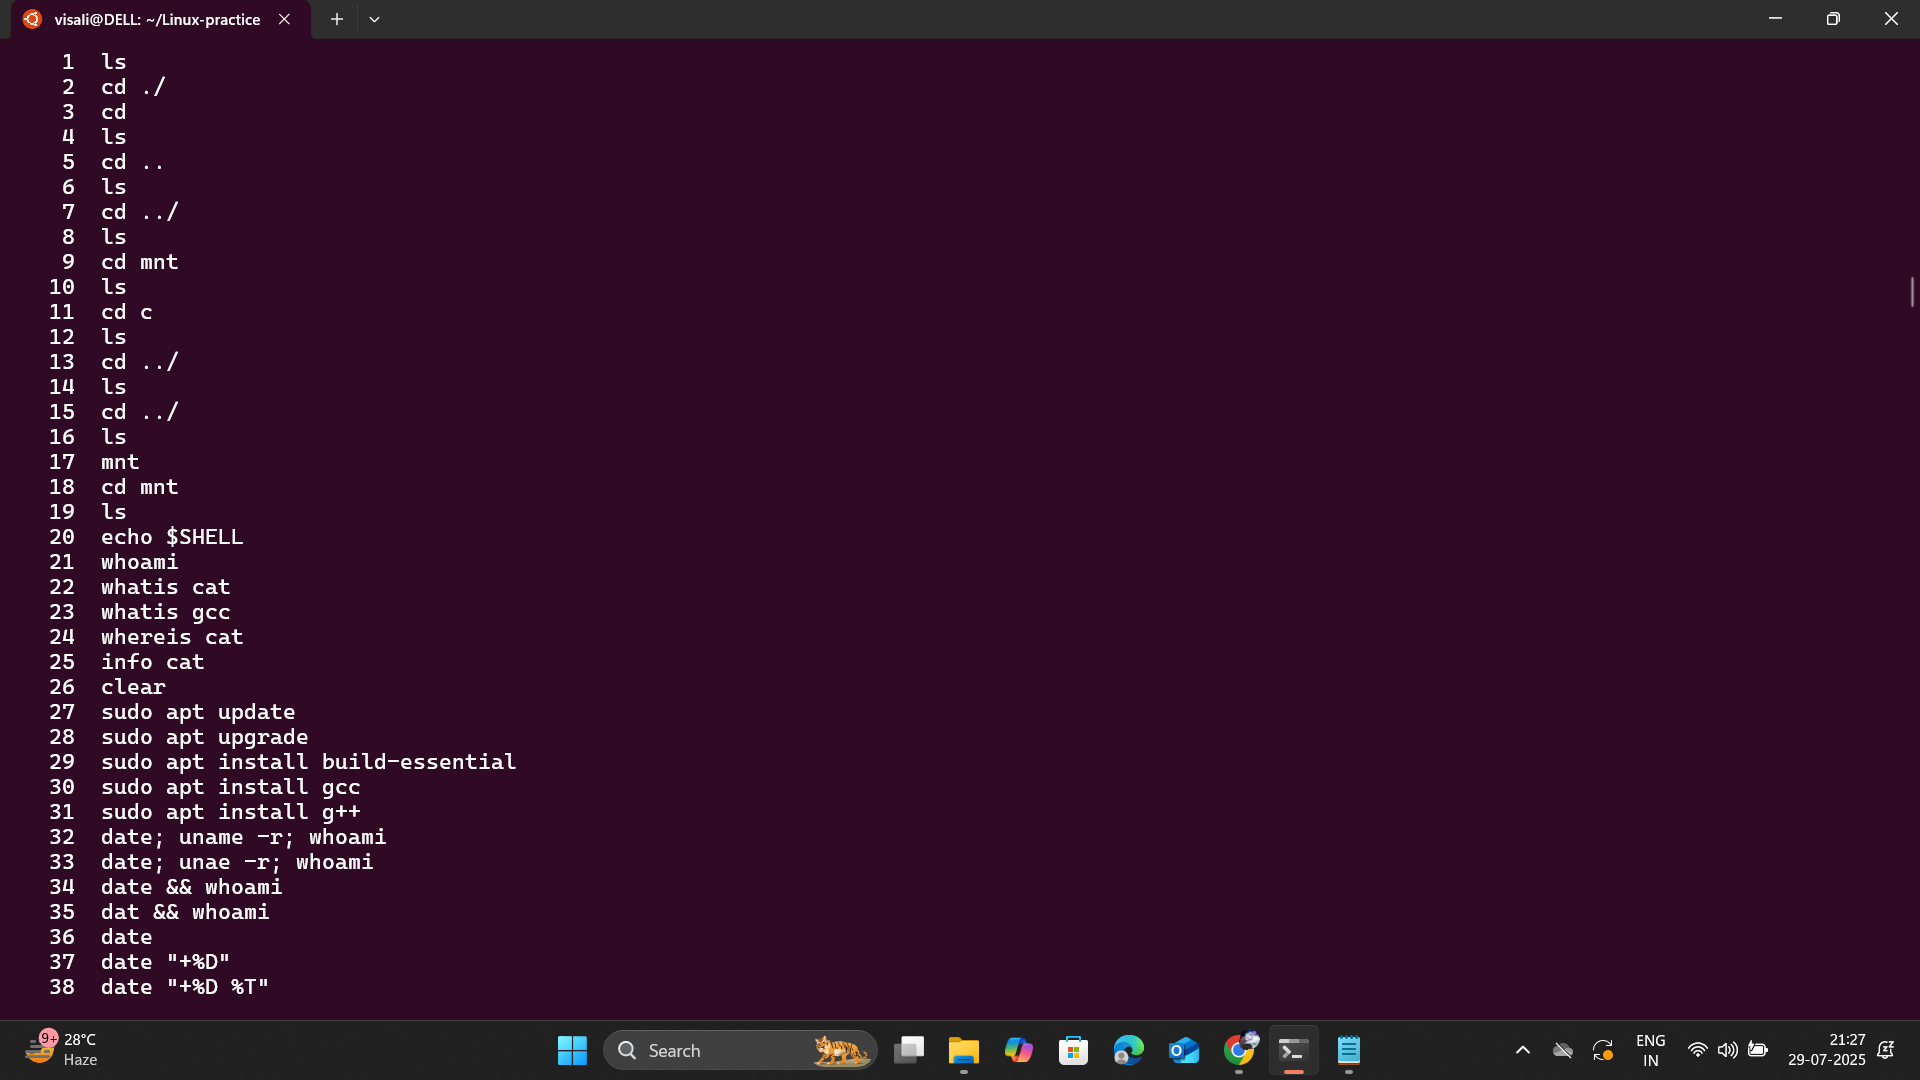 visali@DELL: ~/Linux-practice
1 ls
2 cd ./
3 cd
4 ls
5 cd ..
6 ls
7 cd ../
8 ls
9 cd mnt
10 ls
11 cd c
12 ls
13 cd ../
14 ls
15 cd ../
16 ls
17 mnt
18 cd mnt
19 ls
20 echo $SHELL
21 whoami
22 whatis cat
23 whatis gcc
24 whereis cat
25 info cat
26 clear
27 sudo apt update
28 sudo apt upgrade
29 sudo apt install build-essential
30 sudo apt install gcc
31 sudo apt install g++
32 date; uname -r; whoami
33 date; unae -r; whoami
34 date && whoami
35 dat && whoami
36 date
37 date "+%D"
38 date "+%D %T"
9+
28°C
Haze
Search
ENG
IN
21:27
29-07-2025